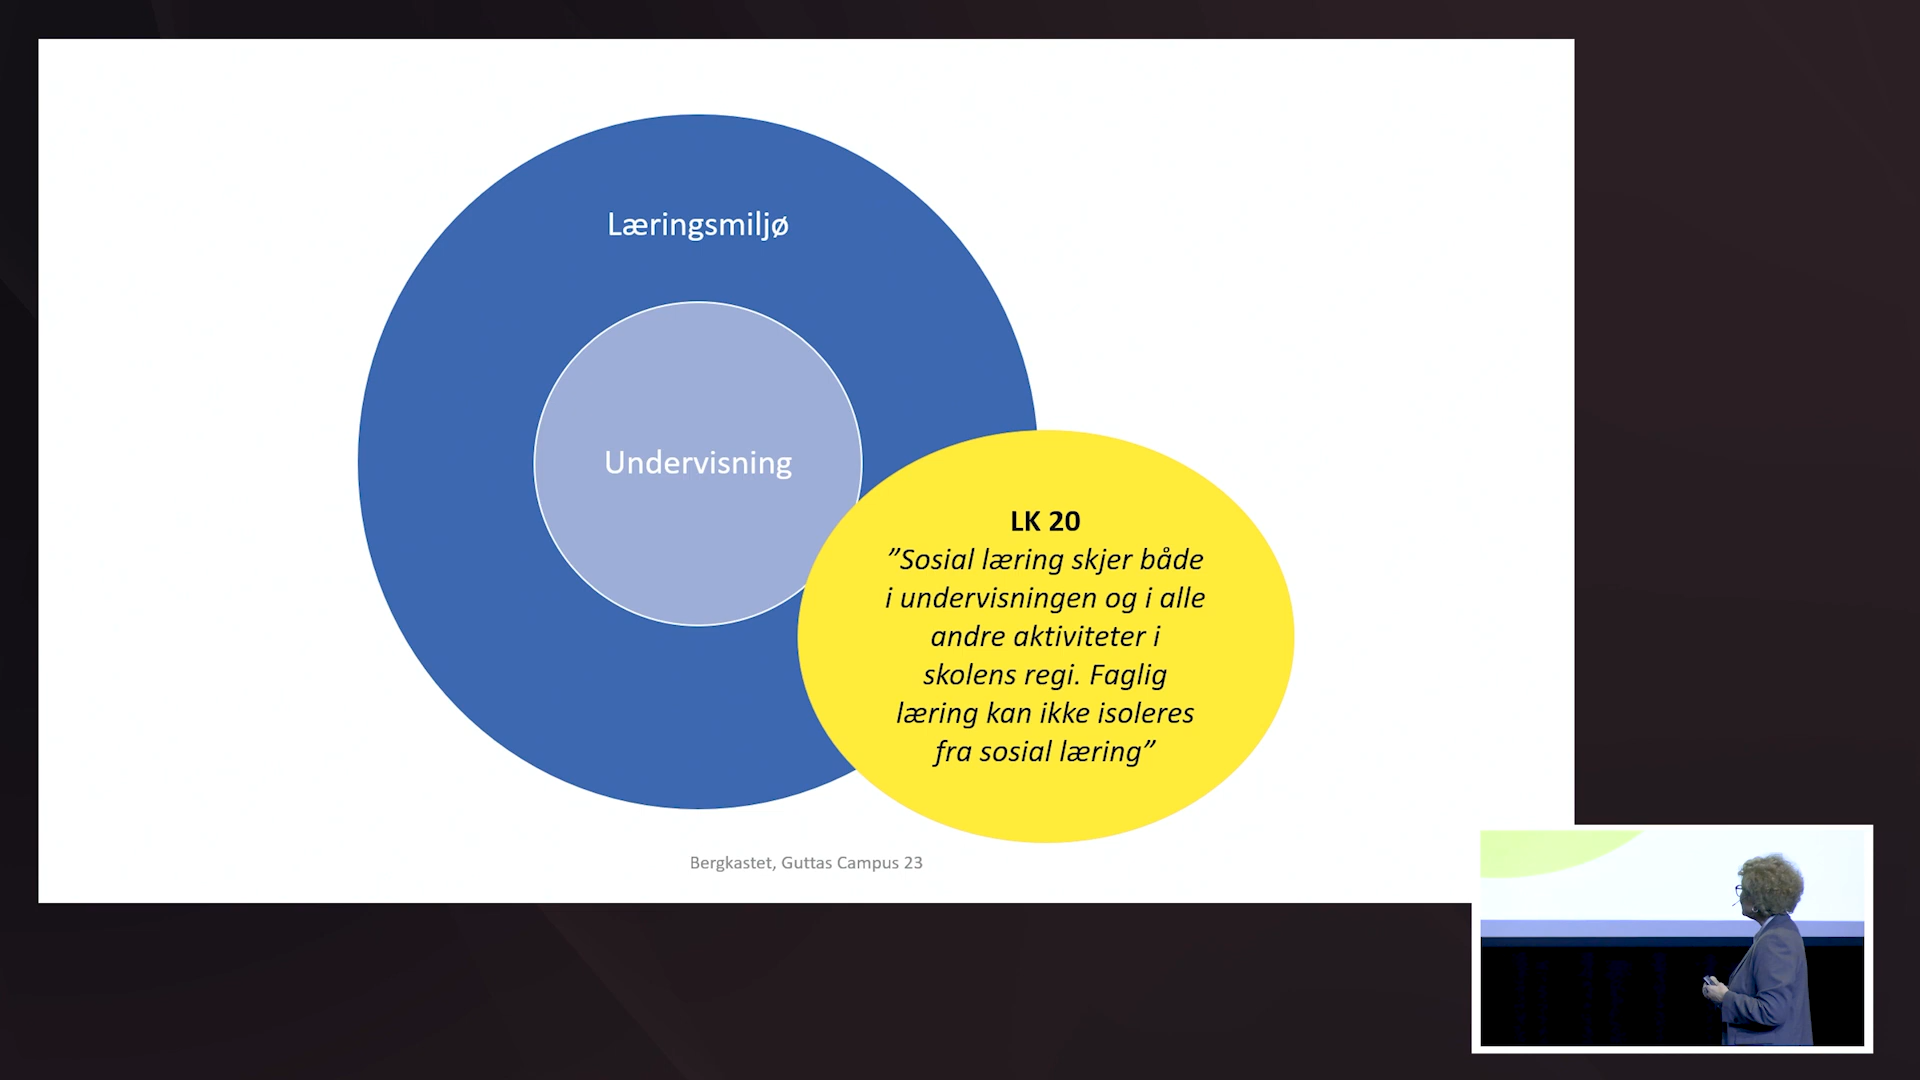 Læringsmiljø
Undervisning
LK 20
”Sosial læring skjer både
i undervisningen og i alle
andre aktiviteter i
skolens regi. Faglig
læring kan ikke isoleres
fra sosial læring”
Bergkastet, Guttas Campus 23